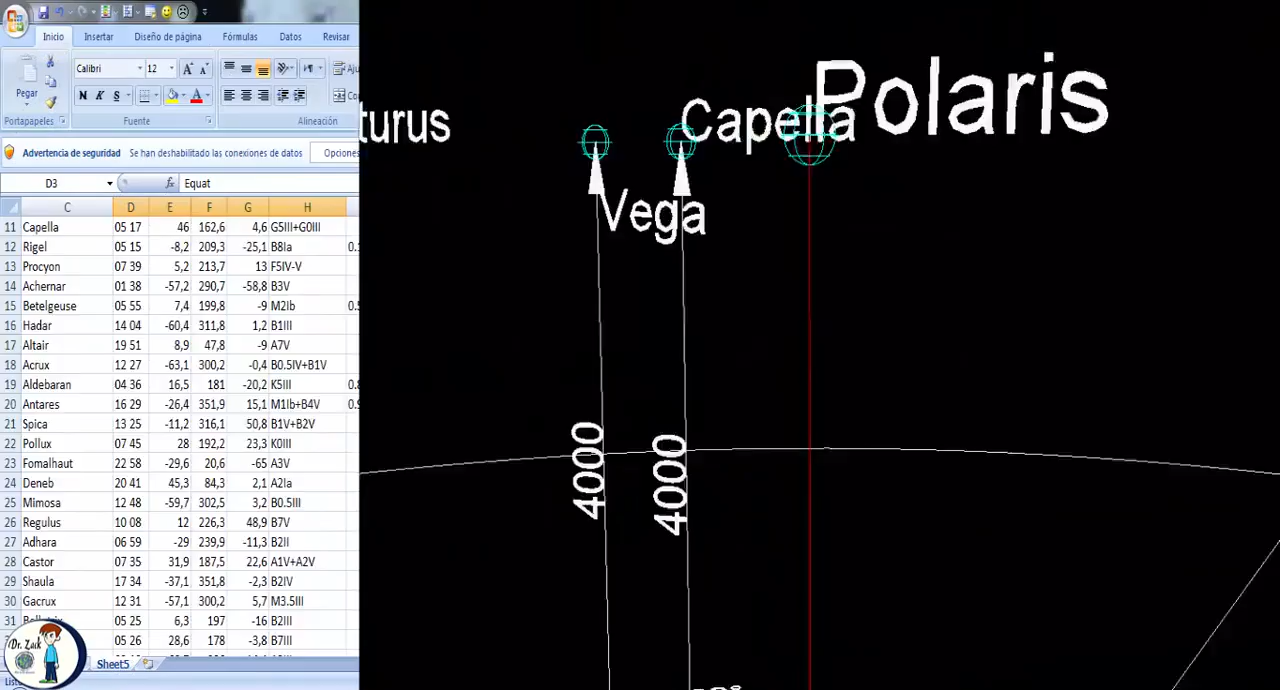 Inicio Insertar Diseño de página Fórmulas Datos Revisar
Calibri 12
Pegar N K S
Portapapeles Fuente Alineación
Advertencia de seguridad Se han deshabilitado las conexiones de datos
D3 fx Equat
C D E F G H
11 Capella 05 17 46 162,6 4,6 G5III+G0III
12 Rigel 05 15 -8,2 209,3 -25,1 B8Ia
13 Procyon 07 39 5,2 213,7 13 F5IV-V
14 Achernar 01 38 -57,2 290,7 -58,8 B3V
15 Betelgeuse 05 55 7,4 199,8 -9 M2Ib
16 Hadar 14 04 -60,4 311,8 1,2 B1III
17 Altair 19 51 8,9 47,8 -9 A7V
18 Acrux 12 27 -63,1 300,2 -0,4 B0.5IV+B1V
19 Aldebaran 04 36 16,5 181 -20,2 K5III
20 Antares 16 29 -26,4 351,9 15,1 M1Ib+B4V
21 Spica 13 25 -11,2 316,1 50,8 B1V+B2V
22 Pollux 07 45 28 192,2 23,3 K0III
23 Fomalhaut 22 58 -29,6 20,6 -65 A3V
24 Deneb 20 41 45,3 84,3 2,1 A2Ia
25 Mimosa 12 48 -59,7 302,5 3,2 B0.5III
26 Regulus 10 08 12 226,3 48,9 B7V
27 Adhara 06 59 -29 239,9 -11,3 B2II
28 Castor 07 35 31,9 187,5 22,6 A1V+A2V
29 Shaula 17 34 -37,1 351,8 -2,3 B2IV
30 Gacrux 12 31 -57,1 300,2 5,7 M3.5III
31 05 25 6,3 197 -16 B2III
05 26 28,6 178 -3,8 B7III
Dr. Zack
Sheet5
turus
Capella
Polaris
Vega
4000
4000